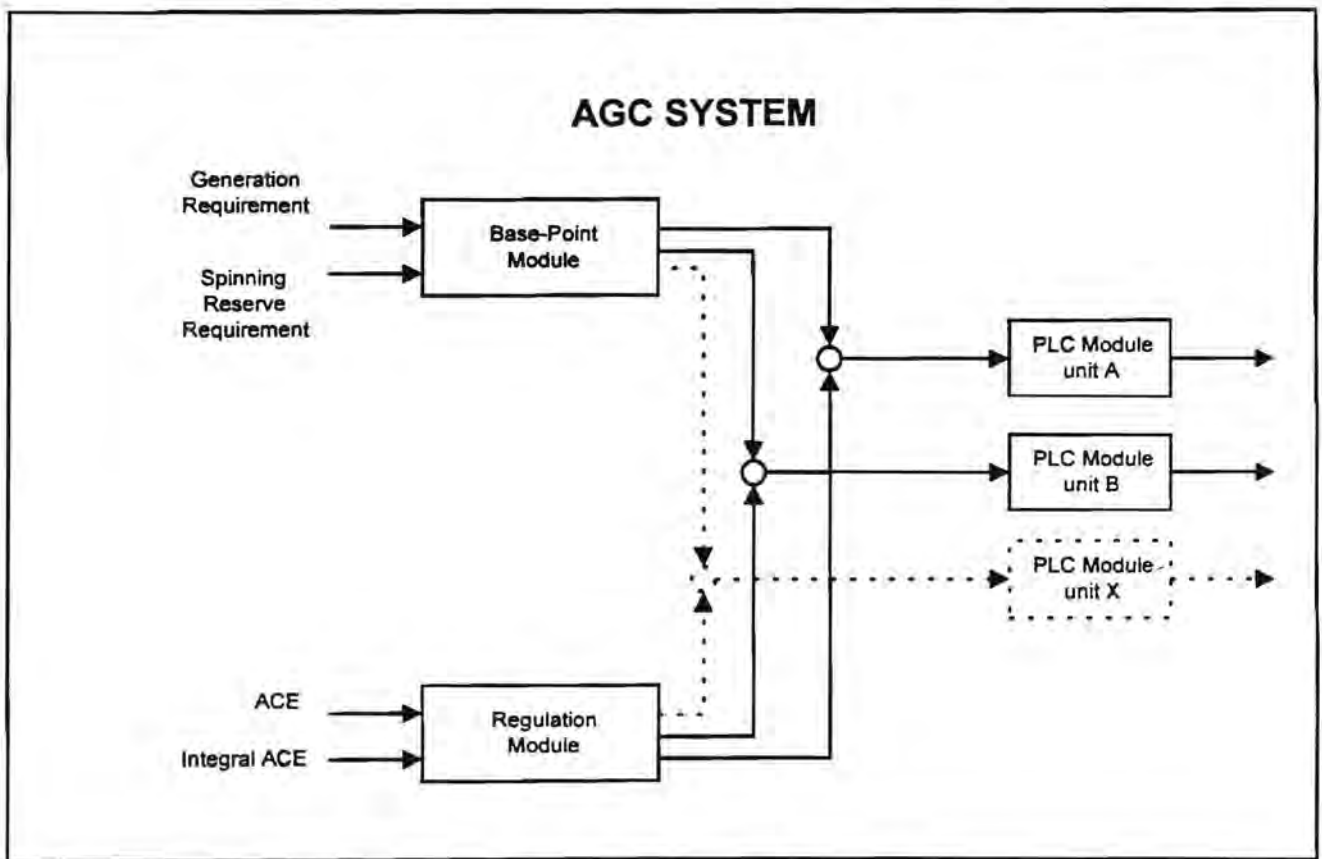 AGC SYSTEM
Generation
Requirement
Spinning
Reserve
Requirement
Base-Point
Module
PLC Module
unit A
PLC Module
unit B
PLC Module
unit X
ACE
Integral ACE
Regulation
Module